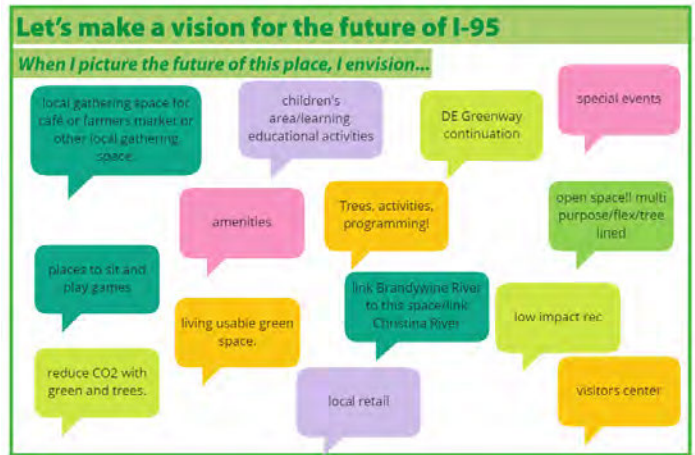 Let's make a vision for the future of I-95
When I picture the future of this place, I envision...
local gathering space for
café or farmers market or
other local gathering
space.
children's
area/learning
educational activities
DE Greenway
continuation
special events
amenities
Trees, activities,
programming!
open space!! multi
purpose/flex/tree
lined
places to sit and
play games
living usable green
space.
link Brandywine River
to this space/link
Christina River
low impact rec
reduce CO2 with
green and trees.
local retail
visitors center